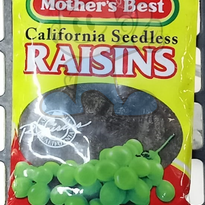 Mother's Best
California Seedless
RAISINS